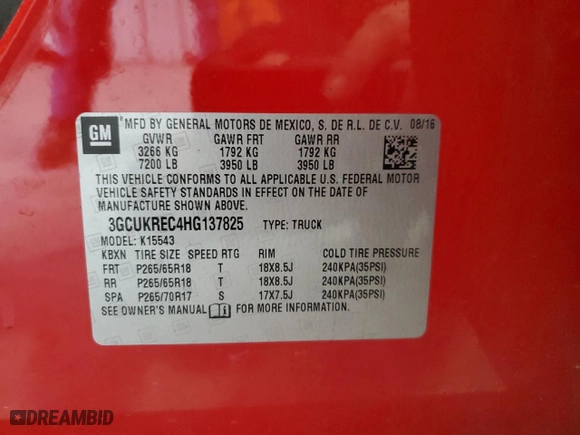 GM
MFD BY GENERAL MOTORS DE MEXICO, S. DE R.L. DE C.V. 08/16
GVWR GAWR FRT GAWR RR
3266 KG 1792 KG 1792 KG
7200 LB 3950 LB 3950 LB
THIS VEHICLE CONFORMS TO ALL APPLICABLE U.S. FEDERAL MOTOR
VEHICLE SAFETY STANDARDS IN EFFECT ON THE DATE OF
MANUFACTURE SHOWN ABOVE.
3GCUKREC4HG137825 TYPE: TRUCK
MODEL: K15543
KBXN TIRE SIZE SPEED RTG RIM COLD TIRE PRESSURE
FRT P265/65R18 T 18X8.5J 240KPA(35PSI)
RR P265/65R18 T 18X8.5J 240KPA(35PSI)
SPA P265/70R17 S 17X7.5J 240KPA(35PSI)
SEE OWNER'S MANUAL FOR MORE INFORMATION.
DREAMBID